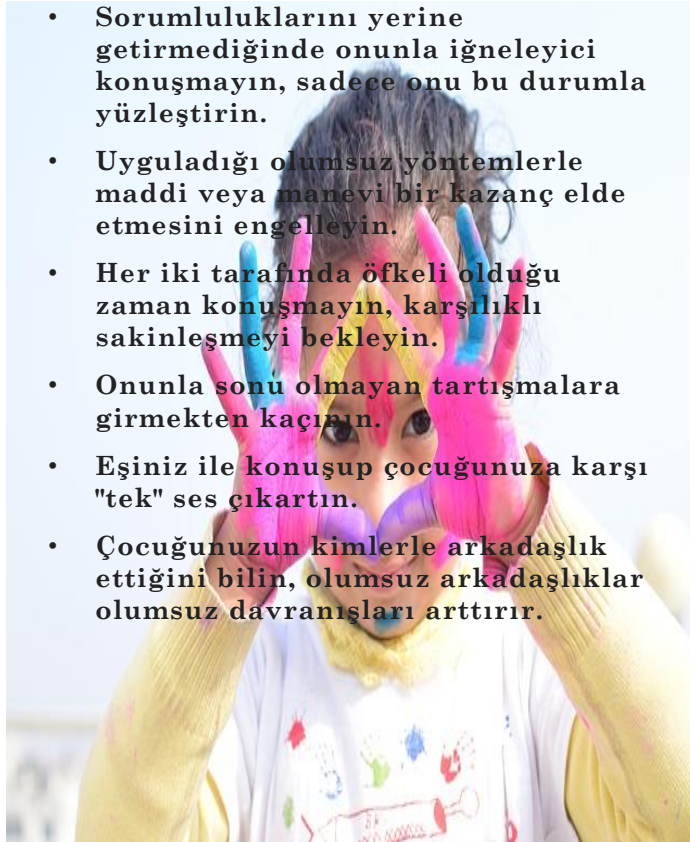 • Sorumluluklarını yerine
getirmediğinde onunla iğneleyici
konuşmayın, sadece onu bu durumla
yüzleştirin.
• Uyguladığı olumsuz yöntemlerle
maddi veya manevi bir kazanç elde
etmesini engelleyin.
• Her iki tarafında öfkeli olduğu
zaman konuşmayın, karşılıklı
sakinleşmeyi bekleyin.
• Onunla sonu olmayan tartışmalara
girmekten kaçının.
• Eşiniz ile konuşup çocuğunuza karşı
"tek" ses çıkartın.
• Çocuğunuzun kimlerle arkadaşlık
ettiğini bilin, olumsuz arkadaşlıklar
olumsuz davranışları arttırır.